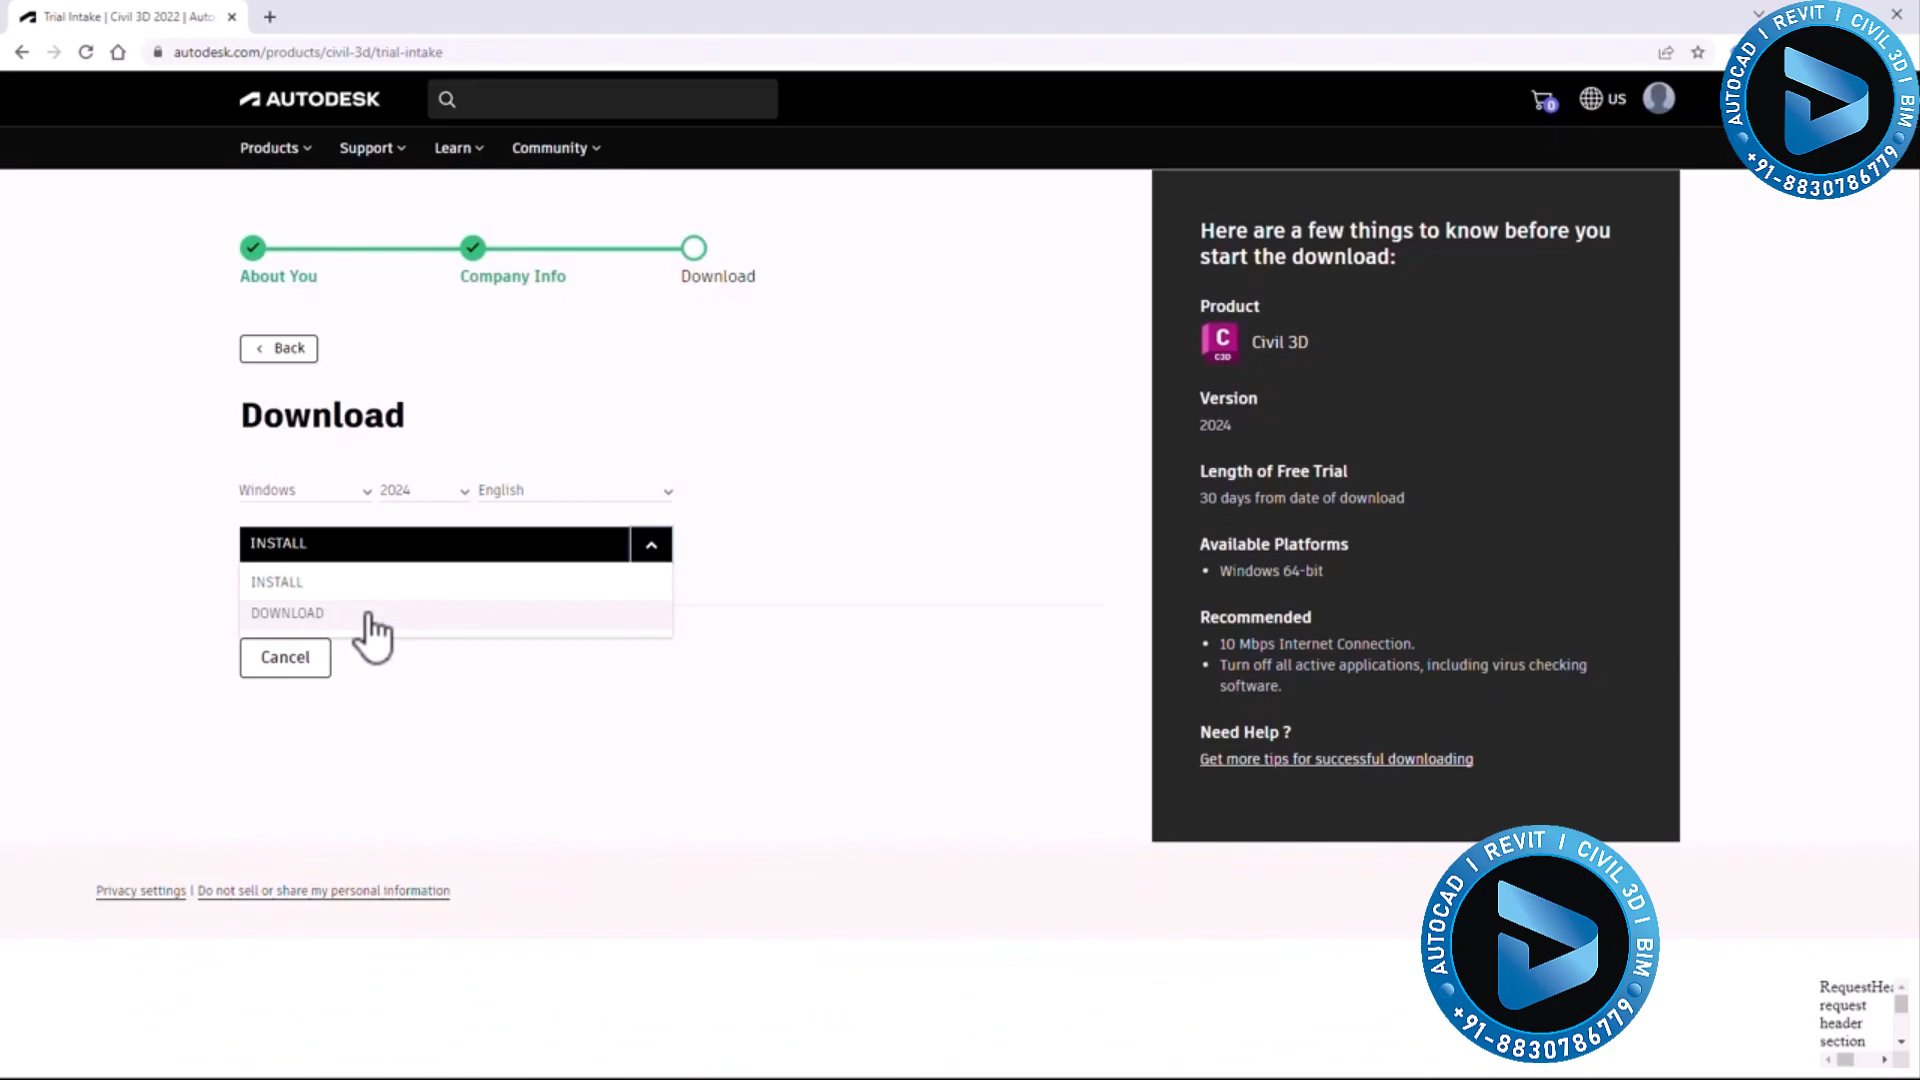 Trial Intake | Civil 3D 2022 | Auto
autodesk.com/products/civil-3d/trial-intake
AUTODESK
0
US
Products
Support
Learn
Community
AUTOCAD | REVIT | CIVIL 3D | BIM
+91-8830786779
About You
Company Info
Download
Back
Download
Windows
2024
English
INSTALL
INSTALL
DOWNLOAD
Cancel
Here are a few things to know before you
start the download:
Product
C
C3D
Civil 3D
Version
2024
Length of Free Trial
30 days from date of download
Available Platforms
• Windows 64-bit
Recommended
• 10 Mbps Internet Connection.
• Turn off all active applications, including virus checking
software.
Need Help ?
Get more tips for successful downloading
Privacy settings | Do not sell or share my personal information
AUTOCAD | REVIT | CIVIL 3D | BIM
+91-8830786779
request
header
section